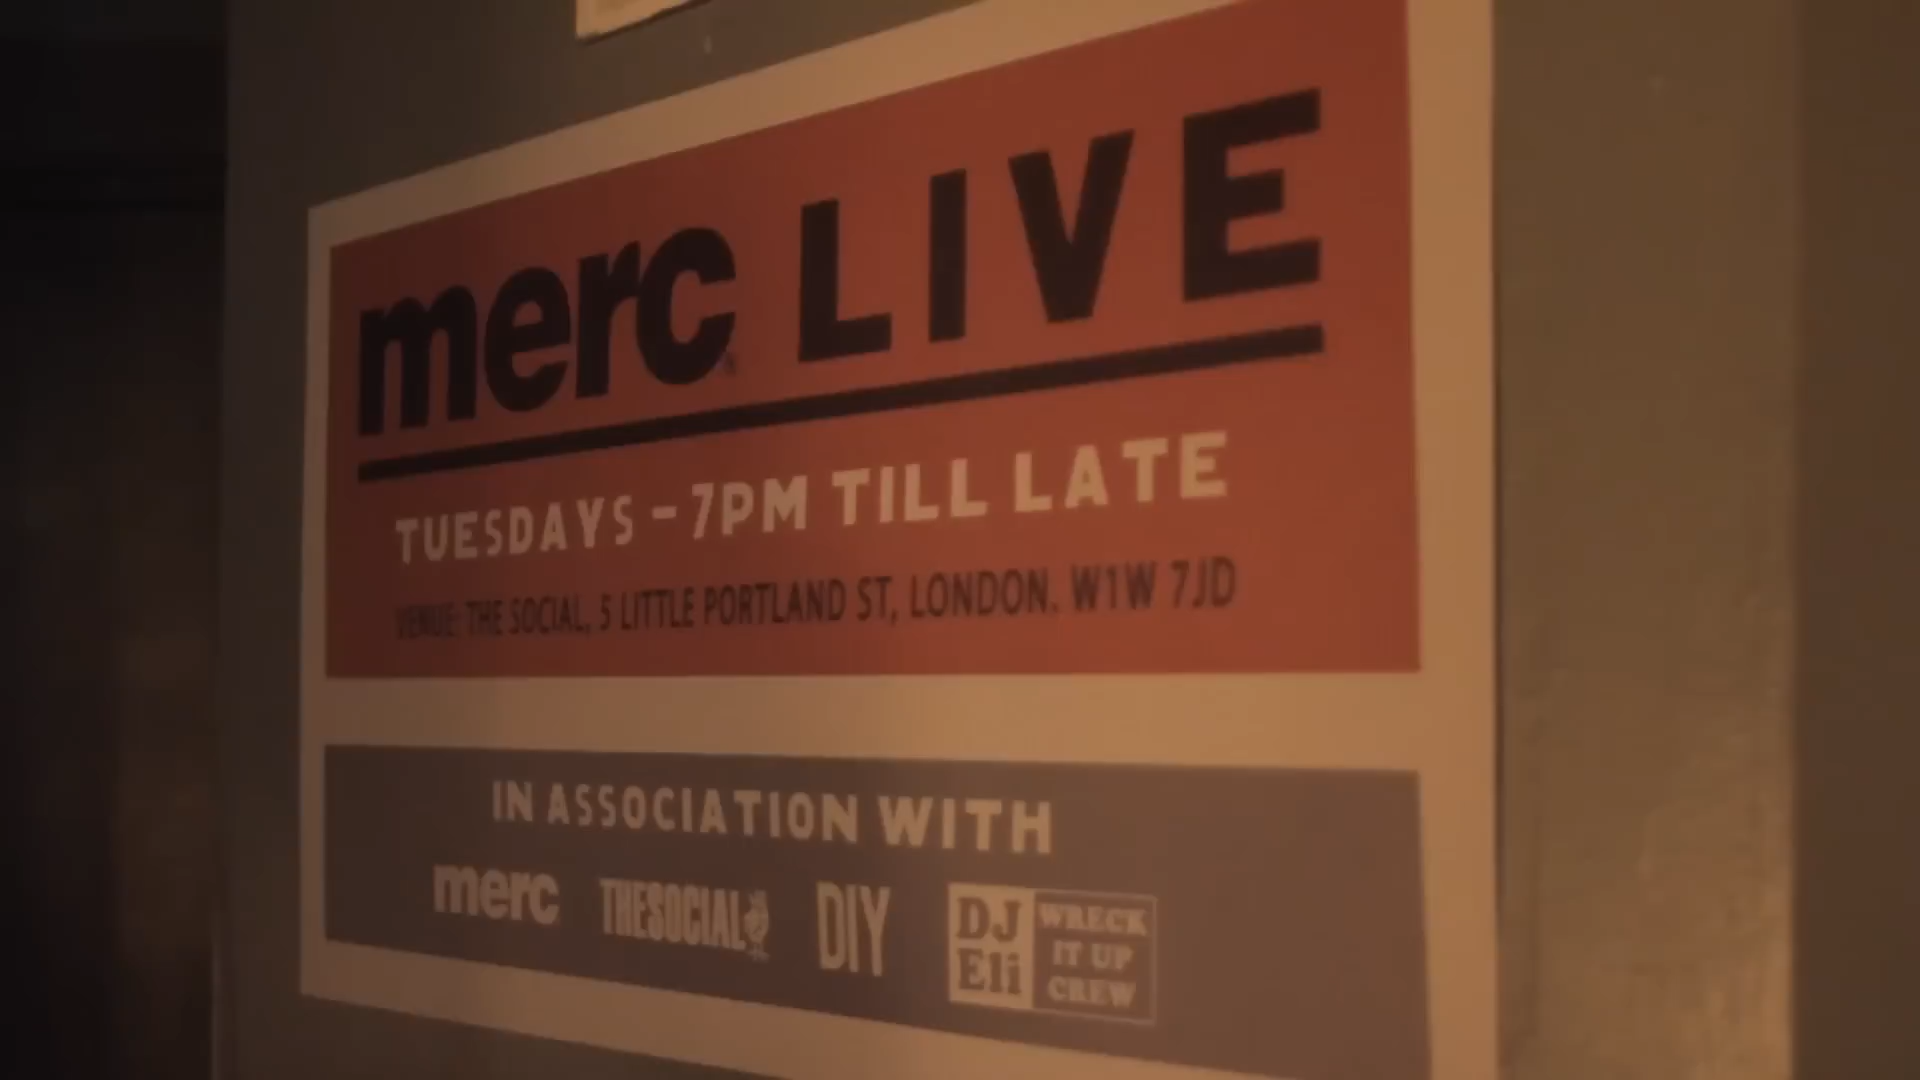 merc LIVE
TUESDAYS - 7PM TILL LATE
VENUE: THE SOCIAL, 5 LITTLE PORTLAND ST, LONDON. W1W 7JD
IN ASSOCIATION WITH
merc THESOCIAL DIY DJ Eli WRECK IT UP CREW